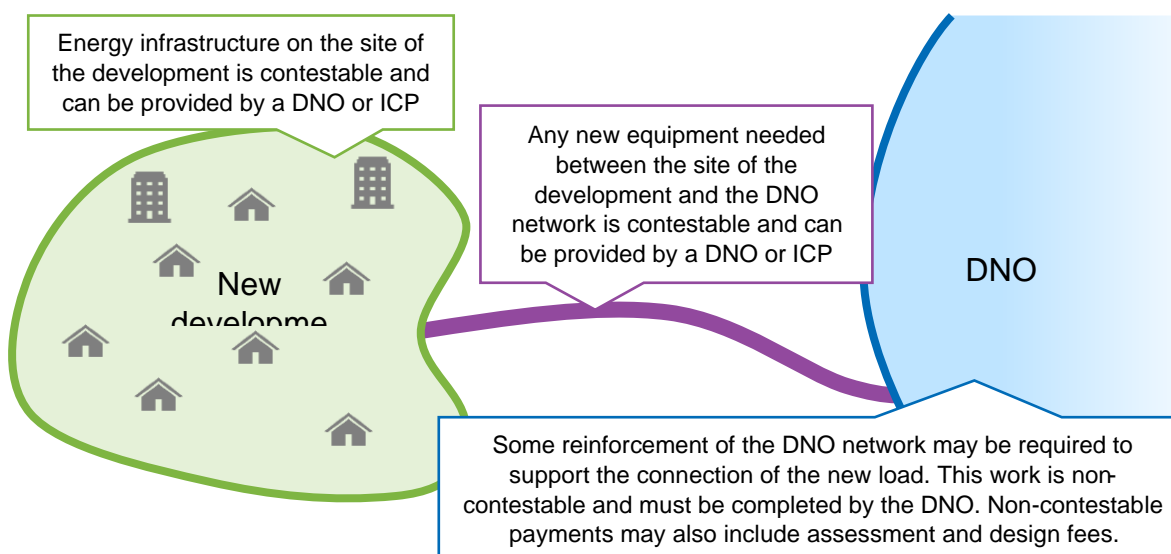 Energy infrastructure on the site of
the development is contestable and
can be provided by a DNO or ICP
Any new equipment needed
between the site of the
development and the DNO
network is contestable and can
be provided by a DNO or ICP
New
developme
DNO
Some reinforcement of the DNO network may be required to
support the connection of the new load. This work is non-
contestable and must be completed by the DNO. Non-contestable
payments may also include assessment and design fees.